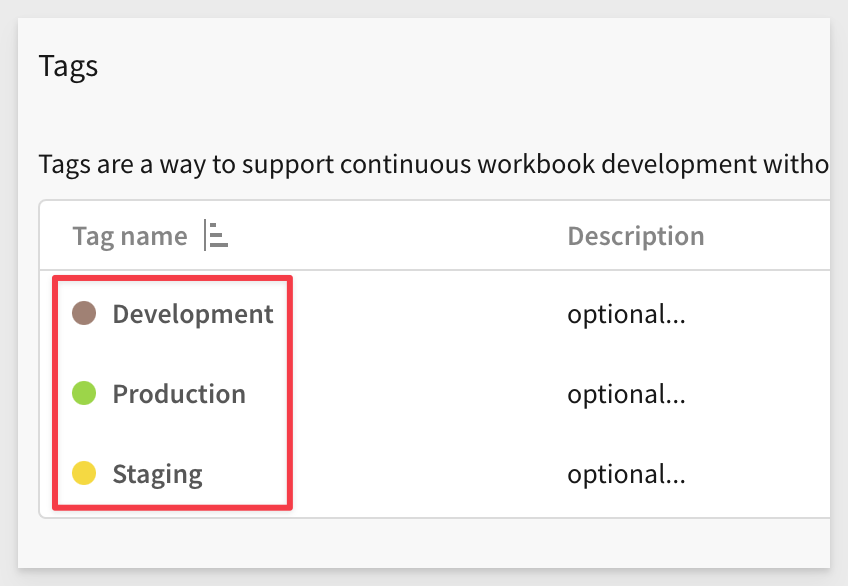 Tags
Tags are a way to support continuous workbook development witho
Tag name Description
Development optional...
Production optional...
Staging optional...